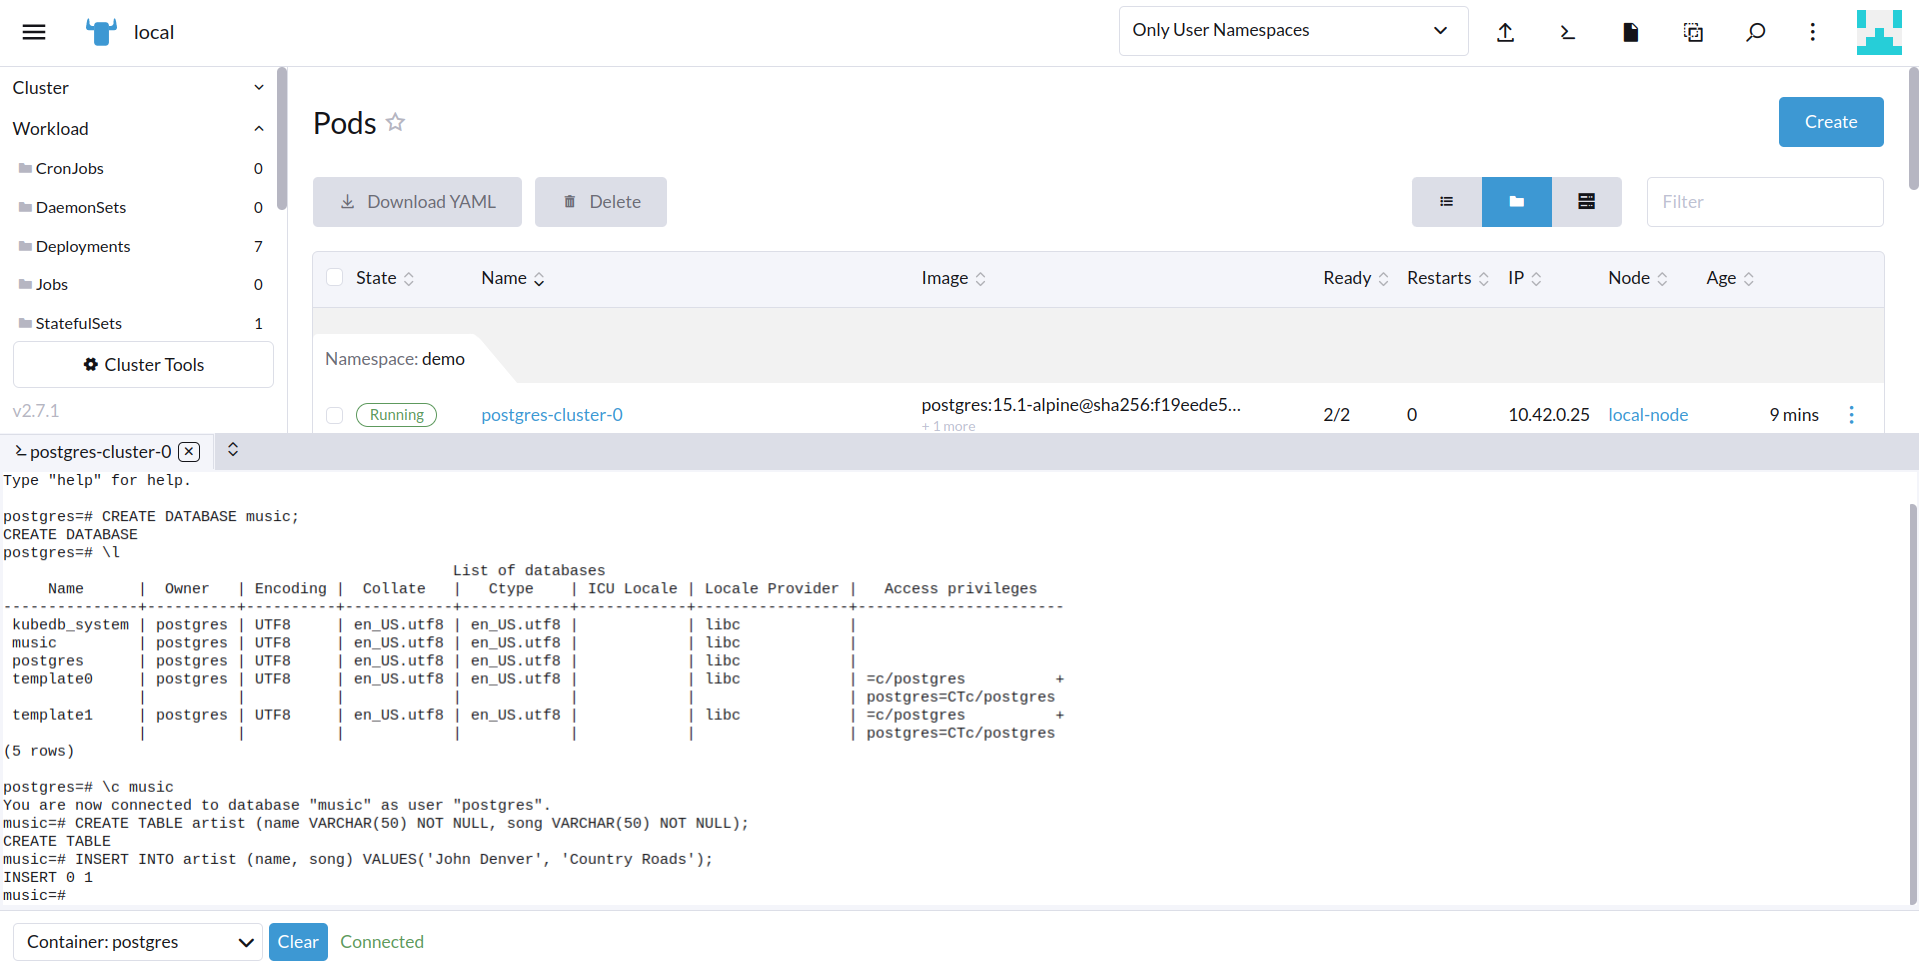 local
Only User Namespaces
Cluster
Workload
CronJobs 0
DaemonSets 0
Deployments 7
Jobs 0
StatefulSets 1
Cluster Tools
v2.7.1
Pods
Create
Download YAML
Delete
Filter
State Name Image Ready Restarts IP Node Age
Namespace: demo
Running postgres-cluster-0 postgres:15.1-alpine@sha256:f19eede5... 2/2 0 10.42.0.25 local-node 9 mins
+ 1 more
postgres-cluster-0
Type "help" for help.
postgres=# CREATE DATABASE music;
CREATE DATABASE
postgres=# \l
                                                  List of databases
     Name      |  Owner   | Encoding |  Collate   |   Ctype    | ICU Locale | Locale Provider |   Access privileges
---------------+----------+----------+------------+------------+------------+-----------------+-----------------------
 kubedb_system | postgres | UTF8     | en_US.utf8 | en_US.utf8 |            | libc            |
 music         | postgres | UTF8     | en_US.utf8 | en_US.utf8 |            | libc            |
 postgres      | postgres | UTF8     | en_US.utf8 | en_US.utf8 |            | libc            |
 template0     | postgres | UTF8     | en_US.utf8 | en_US.utf8 |            | libc            | =c/postgres          +
               |          |          |            |            |            |                 | postgres=CTc/postgres
 template1     | postgres | UTF8     | en_US.utf8 | en_US.utf8 |            | libc            | =c/postgres          +
               |          |          |            |            |            |                 | postgres=CTc/postgres
(5 rows)
postgres=# \c music
You are now connected to database "music" as user "postgres".
music=# CREATE TABLE artist (name VARCHAR(50) NOT NULL, song VARCHAR(50) NOT NULL);
CREATE TABLE
music=# INSERT INTO artist (name, song) VALUES('John Denver', 'Country Roads');
INSERT 0 1
music=#
Container: postgres
Clear
Connected